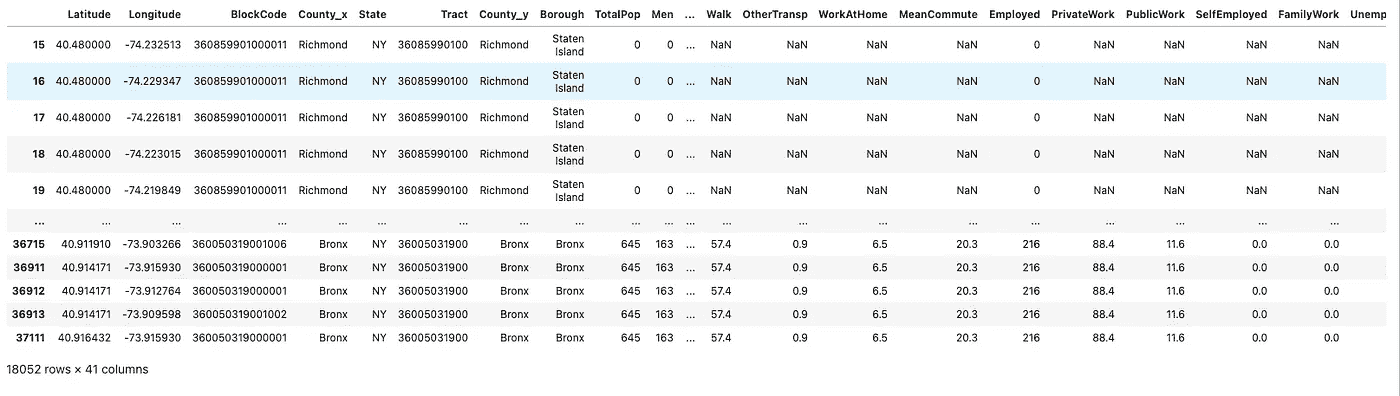 Latitude Longitude BlockCode County_x State Tract County_y Borough TotalPop Men ... Walk OtherTransp WorkAtHome MeanCommute Employed PrivateWork PublicWork SelfEmployed FamilyWork Unemp
15 40.480000 -74.232513 360859901000011 Richmond NY 36085990100 Richmond Staten Island 0 0 ... NaN NaN NaN NaN 0 NaN NaN NaN NaN
16 40.480000 -74.229347 360859901000011 Richmond NY 36085990100 Richmond Staten Island 0 0 ... NaN NaN NaN NaN 0 NaN NaN NaN NaN
17 40.480000 -74.226181 360859901000011 Richmond NY 36085990100 Richmond Staten Island 0 0 ... NaN NaN NaN NaN 0 NaN NaN NaN NaN
18 40.480000 -74.223015 360859901000011 Richmond NY 36085990100 Richmond Staten Island 0 0 ... NaN NaN NaN NaN 0 NaN NaN NaN NaN
19 40.480000 -74.219849 360859901000011 Richmond NY 36085990100 Richmond Staten Island 0 0 ... NaN NaN NaN NaN 0 NaN NaN NaN NaN
... ... ... ... ... ... ... ... ... ... ... ... ... ... ... ... ... ... ... ... ...
36715 40.911910 -73.903266 360050319001006 Bronx NY 36005031900 Bronx Bronx 645 163 ... 57.4 0.9 6.5 20.3 216 88.4 11.6 0.0 0.0
36911 40.914171 -73.915930 360050319000001 Bronx NY 36005031900 Bronx Bronx 645 163 ... 57.4 0.9 6.5 20.3 216 88.4 11.6 0.0 0.0
36912 40.914171 -73.912764 360050319000001 Bronx NY 36005031900 Bronx Bronx 645 163 ... 57.4 0.9 6.5 20.3 216 88.4 11.6 0.0 0.0
36913 40.914171 -73.909598 360050319001002 Bronx NY 36005031900 Bronx Bronx 645 163 ... 57.4 0.9 6.5 20.3 216 88.4 11.6 0.0 0.0
37111 40.916432 -73.915930 360050319000001 Bronx NY 36005031900 Bronx Bronx 645 163 ... 57.4 0.9 6.5 20.3 216 88.4 11.6 0.0 0.0
18052 rows × 41 columns